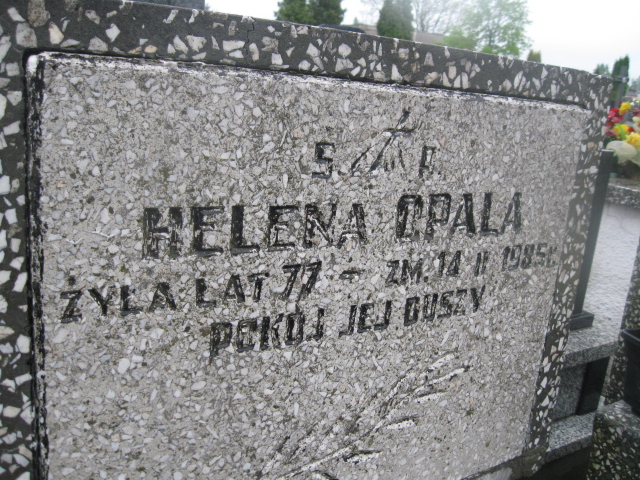 Ś. P.
HELENA OPALA
ŻYŁA LAT 77 - ZM. 14 II 1985r.
POKÓJ JEJ DUSZY